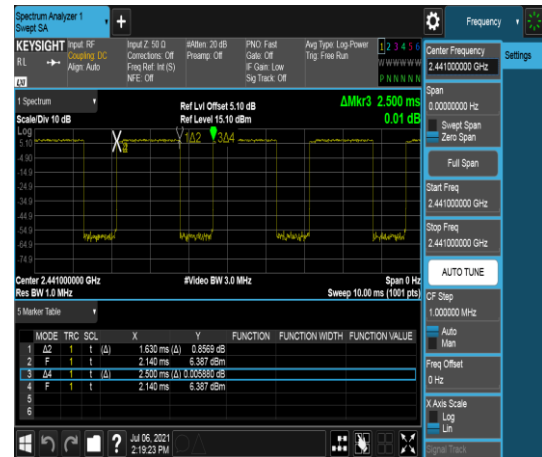 Spectrum Analyzer 1
Swept SA
+
Frequency
KEYSIGHT
Input: RF
Input Z: 50 Ω
#Atten: 20 dB
PNO: Fast
Avg Type: Log-Power
1 2 3 4 5 6
RL
Coupling: DC
Corrections: Off
Preamp: Off
Gate: Off
Trig: Free Run
Align: Auto
Freq Ref: Int (S)
IF Gain: Low
W W W W W W
NFE: Off
Sig Track: Off
P N N N N N
LXI
Center Frequency
2.441000000 GHz
Settings
1 Spectrum
Ref Lvl Offset 5.10 dB
ΔMkr3 2.500 ms
Scale/Div 10 dB
Ref Level 15.10 dBm
0.01 dB
Log
1Δ2
3Δ4
5.10
-4.90
-14.9
-24.9
-34.9
-44.9
-54.9
-64.9
-74.9
Center 2.441000000 GHz
#Video BW 3.0 MHz
Span 0 Hz
Res BW 1.0 MHz
Sweep 10.00 ms (1001 pts)
Span
0.00000000 Hz
Swept Span
Zero Span
Full Span
Start Freq
2.441000000 GHz
Stop Freq
2.441000000 GHz
AUTO TUNE
CF Step
1.000000 MHz
Auto
Man
Freq Offset
0 Hz
X Axis Scale
Log
Lin
Signal Track
5 Marker Table
MODE TRC SCL X Y FUNCTION FUNCTION WIDTH FUNCTION VALUE
1 Δ2 1 t (Δ) 1.630 ms (Δ) 0.8569 dB
2 F 1 t 2.140 ms 6.387 dBm
3 Δ4 1 t (Δ) 2.500 ms (Δ) 0.005880 dB
4 F 1 t 2.140 ms 6.387 dBm
5
6
?
Jul 06, 2021
2:19:23 PM